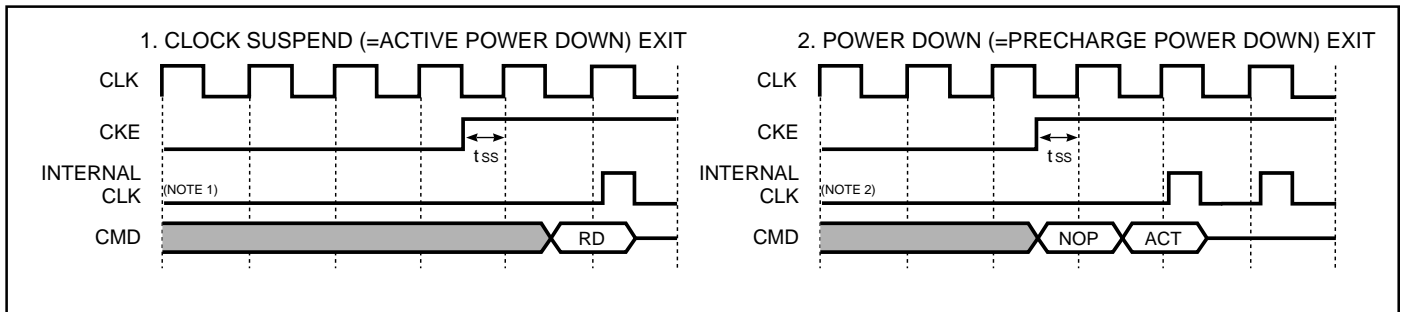 1. CLOCK SUSPEND (=ACTIVE POWER DOWN) EXIT
CLK
CKE
tss
INTERNAL
CLK
(NOTE 1)
CMD
RD
2. POWER DOWN (=PRECHARGE POWER DOWN) EXIT
CLK
CKE
tss
INTERNAL
CLK
(NOTE 2)
CMD
NOP
ACT